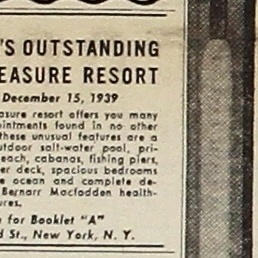 'S OUTSTANDING
EASURE RESORT
December 15, 1939
asure resort offers you many
ointments found in no other
these unusual features are a
utdoor salt-water pool, pri-
each, cabanas, fishing piers,
er deck, spacious bedrooms
e ocean and complete de-
Bernarr Macfadden health-
ures.
e for Booklet "A"
d St., New York, N. Y.